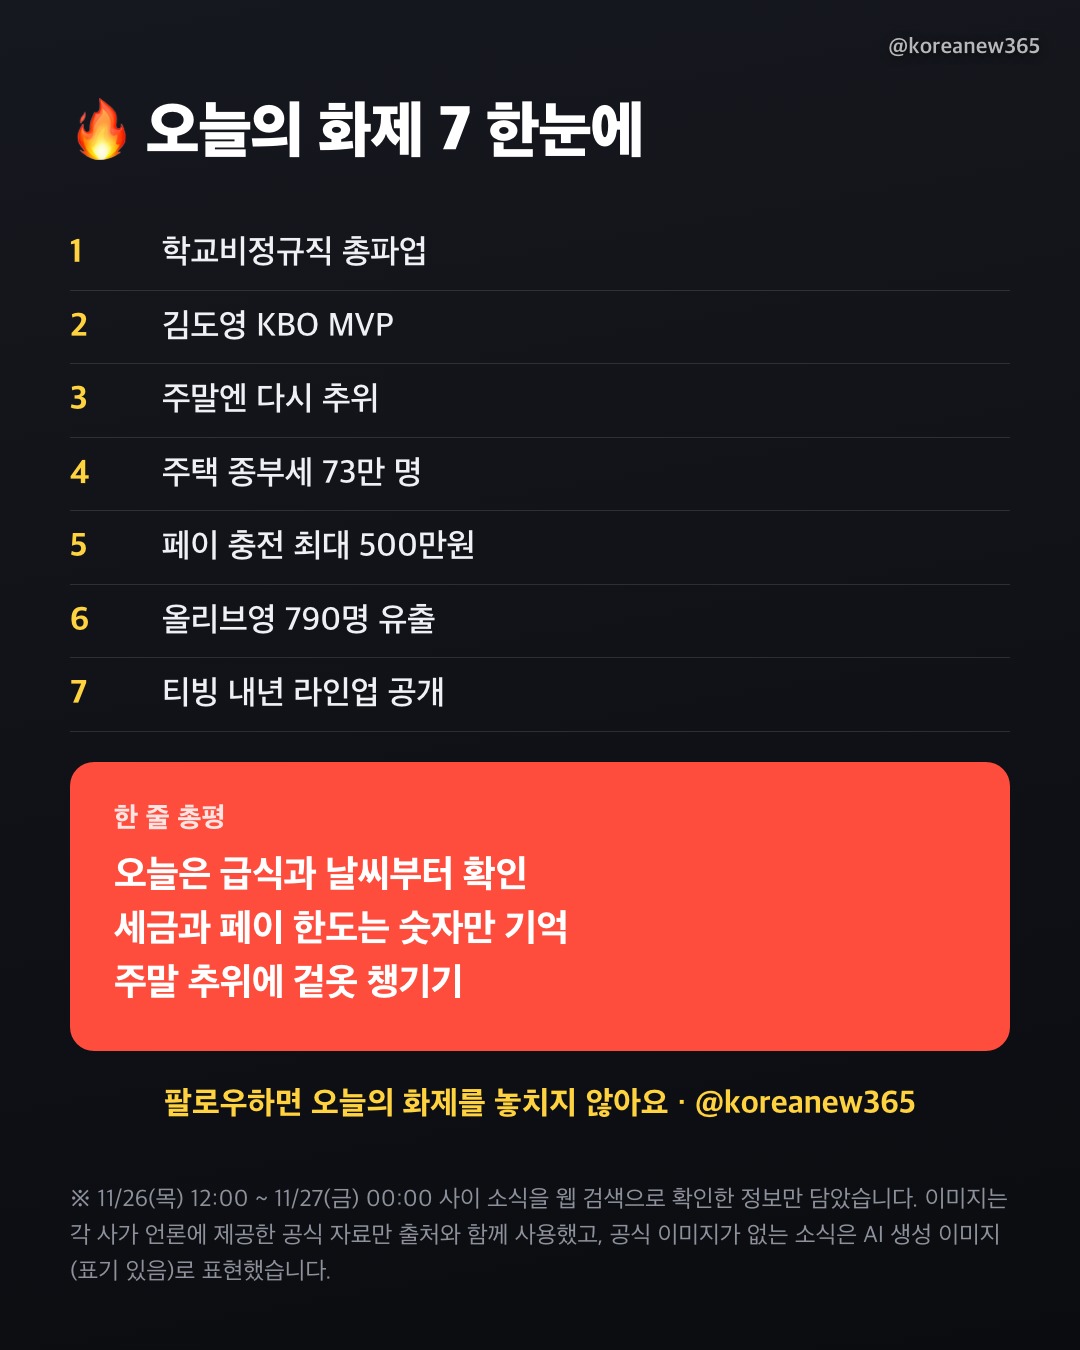 @koreanew365
🔥 오늘의 화제 7 한눈에
1 학교비정규직 총파업
2 김도영 KBO MVP
3 주말엔 다시 추위
4 주택 종부세 73만 명
5 페이 충전 최대 500만원
6 올리브영 790명 유출
7 티빙 내년 라인업 공개
한 줄 총평
오늘은 급식과 날씨부터 확인
세금과 페이 한도는 숫자만 기억
주말 추위에 겉옷 챙기기
팔로우하면 오늘의 화제를 놓치지 않아요 · @koreanew365
※ 11/26(목) 12:00 ~ 11/27(금) 00:00 사이 소식을 웹 검색으로 확인한 정보만 담았습니다. 이미지는
각 사가 언론에 제공한 공식 자료만 출처와 함께 사용했고, 공식 이미지가 없는 소식은 AI 생성 이미지
(표기 있음)로 표현했습니다.